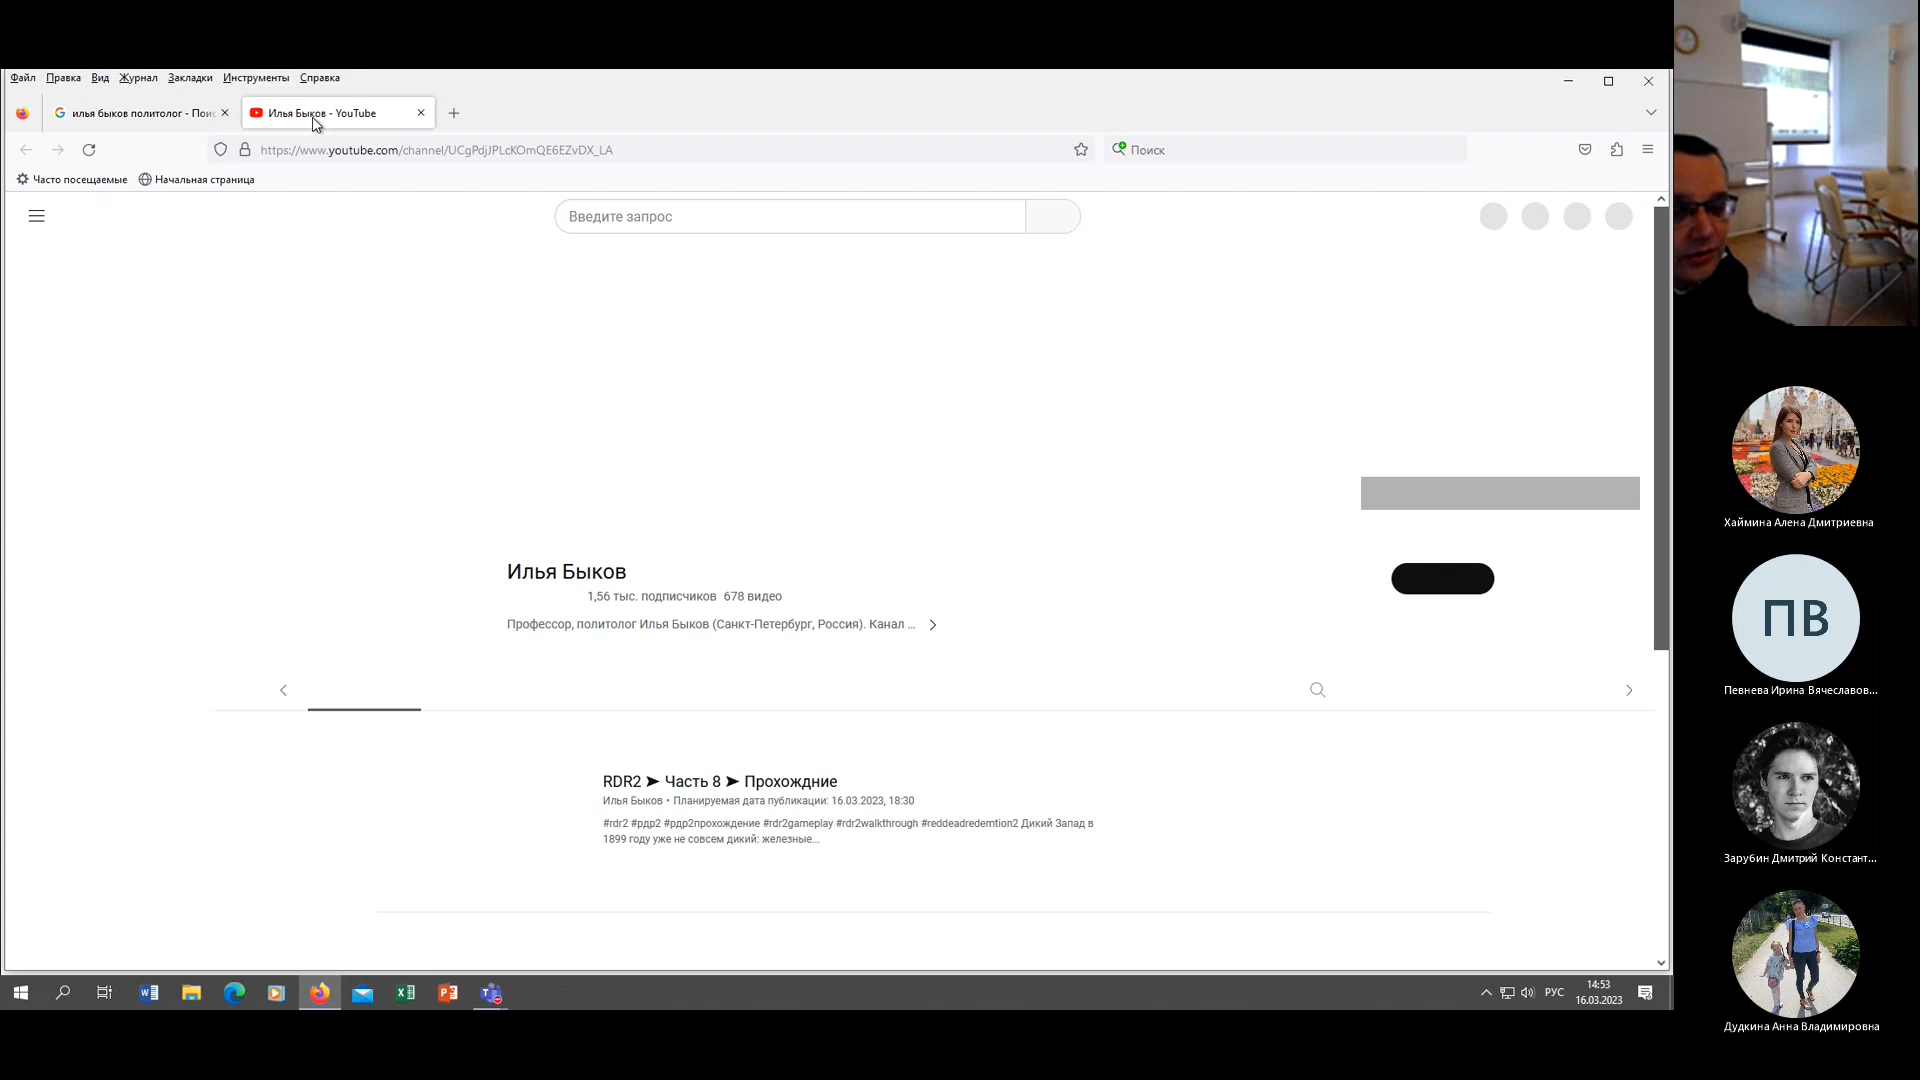 Файл Правка Вид Журнал Закладки Инструменты Справка
илья быков политолог - Поис
Илья Быков - YouTube
https://www.youtube.com/channel/UCgPdjJPLcKOmQE6EZvDX_LA
Поиск
Часто посещаемые Начальная страница
Введите запрос
Илья Быков
1,56 тыс. подписчиков 678 видео
Профессор, политолог Илья Быков (Санкт-Петербург, Россия). Канал ...
RDR2 ➤ Часть 8 ➤ Прохождние
Илья Быков • Планируемая дата публикации: 16.03.2023, 18:30
#rdr2 #рдр2 #рдр2прохождение #rdr2gameplay #rdr2walkthrough #reddeadredemtion2 Дикий Запад в
1899 году уже не совсем дикий: железные...
РУС
14:53
16.03.2023
Хаймина Алена Дмитриевна
ПВ
Певнева Ирина Вячеславов...
Зарубин Дмитрий Констант...
Дудкина Анна Владимировна